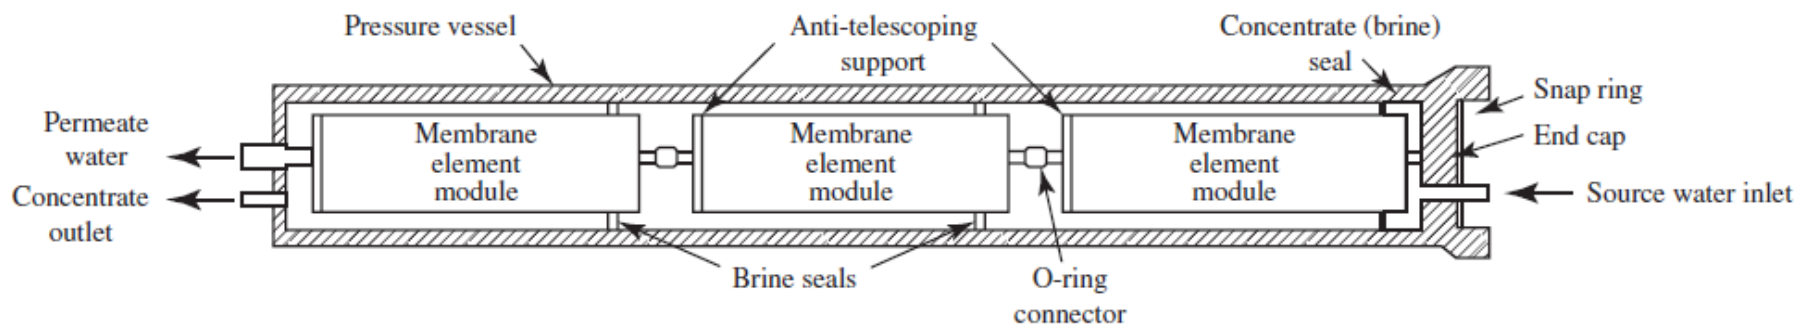 Pressure vessel
Anti-telescoping
support
Concentrate (brine)
seal
Snap ring
End cap
Permeate
water
Concentrate
outlet
Membrane
element
module
Membrane
element
module
Membrane
element
module
Source water inlet
Brine seals
O-ring
connector